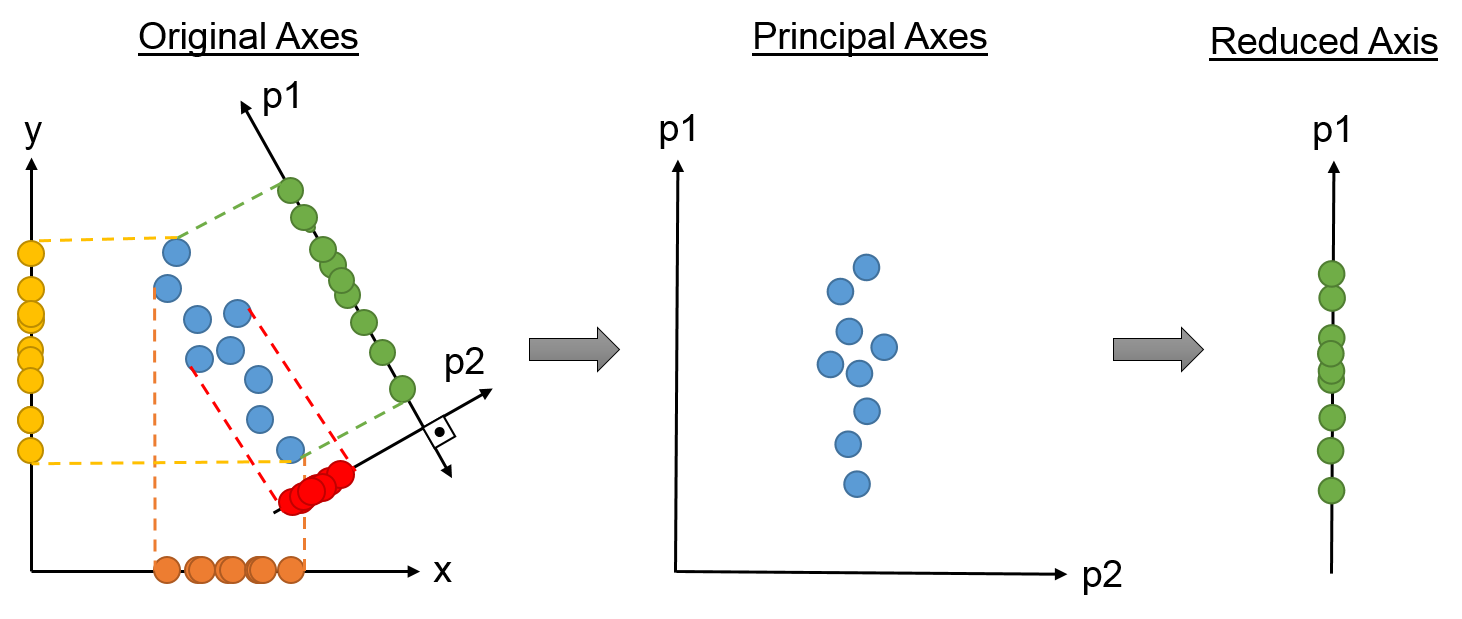 Original Axes
Principal Axes
Reduced Axis
p1
y
p2
x
p1
p2
p1